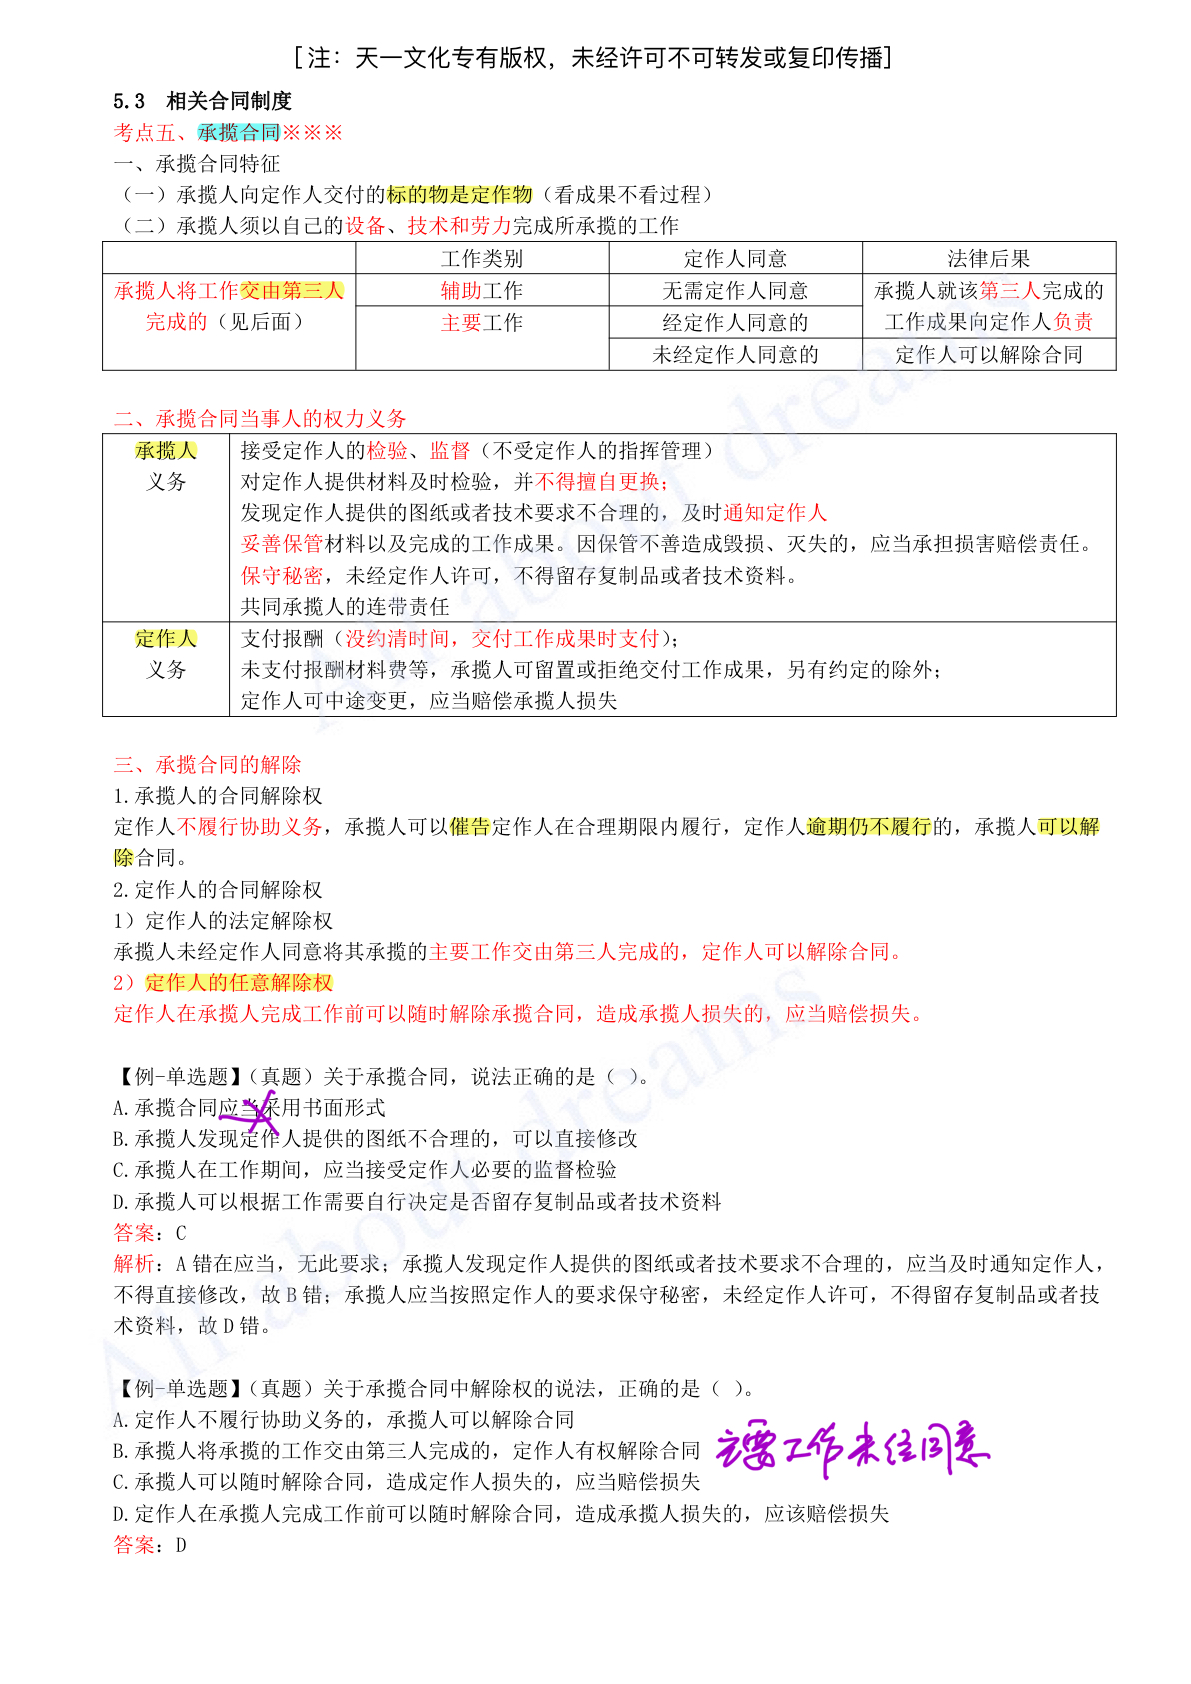 [注：天一文化专有版权，未经许可不可转发或复印传播]
5.3 相关合同制度
考点五、承揽合同※※※
一、承揽合同特征
（一）承揽人向定作人交付的标的物是定作物（看成果不看过程）
（二）承揽人须以自己的设备、技术和劳力完成所承揽的工作
工作类别 定作人同意 法律后果
承揽人将工作交由第三人 辅助工作 无需定作人同意 承揽人就该第三人完成的
完成的（见后面） 主要工作 经定作人同意的 工作成果向定作人负责
未经定作人同意的 定作人可以解除合同
二、承揽合同当事人的权力义务
承揽人 接受定作人的检验、监督（不受定作人的指挥管理）
义务 对定作人提供材料及时检验，并不得擅自更换；
发现定作人提供的图纸或者技术要求不合理的，及时通知定作人
妥善保管材料以及完成的工作成果。因保管不善造成毁损、灭失的，应当承担损害赔偿责任。
保守秘密，未经定作人许可，不得留存复制品或者技术资料。
共同承揽人的连带责任
定作人 支付报酬（没约清时间，交付工作成果时支付）；
义务 未支付报酬材料费等，承揽人可留置或拒绝交付工作成果，另有约定的除外；
定作人可中途变更，应当赔偿承揽人损失
三、承揽合同的解除
1.承揽人的合同解除权
定作人不履行协助义务，承揽人可以催告定作人在合理期限内履行，定作人逾期仍不履行的，承揽人可以解
除合同。
2.定作人的合同解除权
1）定作人的法定解除权
承揽人未经定作人同意将其承揽的主要工作交由第三人完成的，定作人可以解除合同。
2）定作人的任意解除权
定作人在承揽人完成工作前可以随时解除承揽合同，造成承揽人损失的，应当赔偿损失。
【例-单选题】（真题）关于承揽合同，说法正确的是（ ）。
A.承揽合同应当采用书面形式
B.承揽人发现定作人提供的图纸不合理的，可以直接修改
C.承揽人在工作期间，应当接受定作人必要的监督检验
D.承揽人可以根据工作需要自行决定是否留存复制品或者技术资料
答案：C
解析：A 错在应当，无此要求；承揽人发现定作人提供的图纸或者技术要求不合理的，应当及时通知定作人，
不得直接修改，故 B 错；承揽人应当按照定作人的要求保守秘密，未经定作人许可，不得留存复制品或者技
术资料，故 D 错。
【例-单选题】（真题）关于承揽合同中解除权的说法，正确的是（ ）。
A.定作人不履行协助义务的，承揽人可以解除合同
B.承揽人将承揽的工作交由第三人完成的，定作人有权解除合同 主要工作未经同意
C.承揽人可以随时解除合同，造成定作人损失的，应当赔偿损失
D.定作人在承揽人完成工作前可以随时解除合同，造成承揽人损失的，应该赔偿损失
答案：D
All about dreams
All about dreams